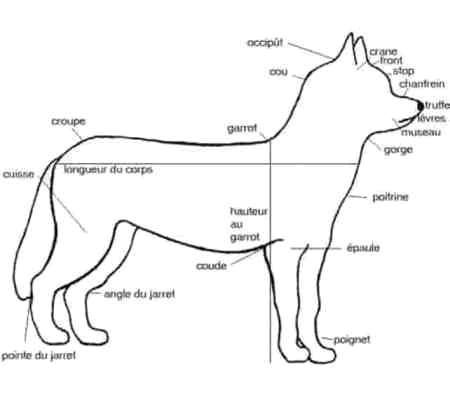 occipût
crane
front
stop
chanfrein
cou
truffe
lévres
museau
croupe
garrot
gorge
cuisse
longueur du corps
poitrine
hauteur
au
garrot
épaule
coude
angle du jarret
poignet
pointe du jarret